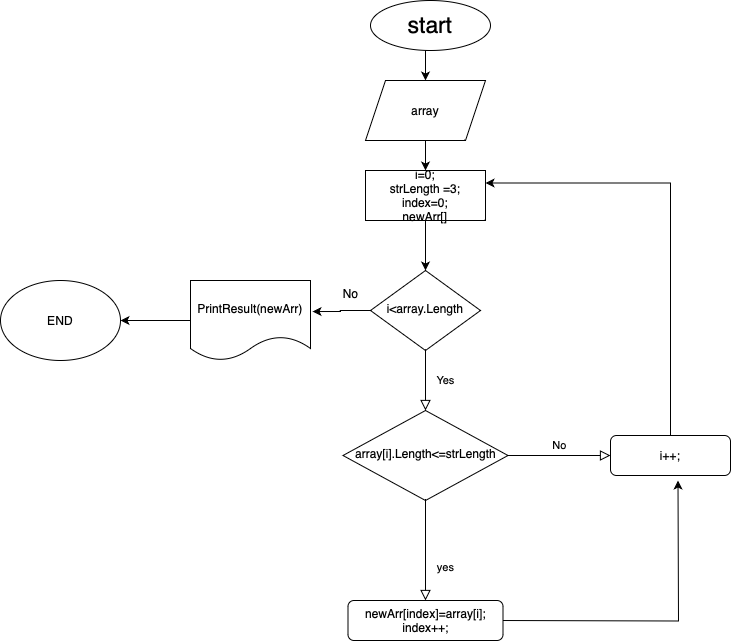 start
array
i=0;
strLength =3;
index=0;
newArr[]
i<array.Length
No
PrintResult(newArr)
END
Yes
array[i].Length<=strLength
No
i++;
yes
newArr[index]=array[i];
index++;